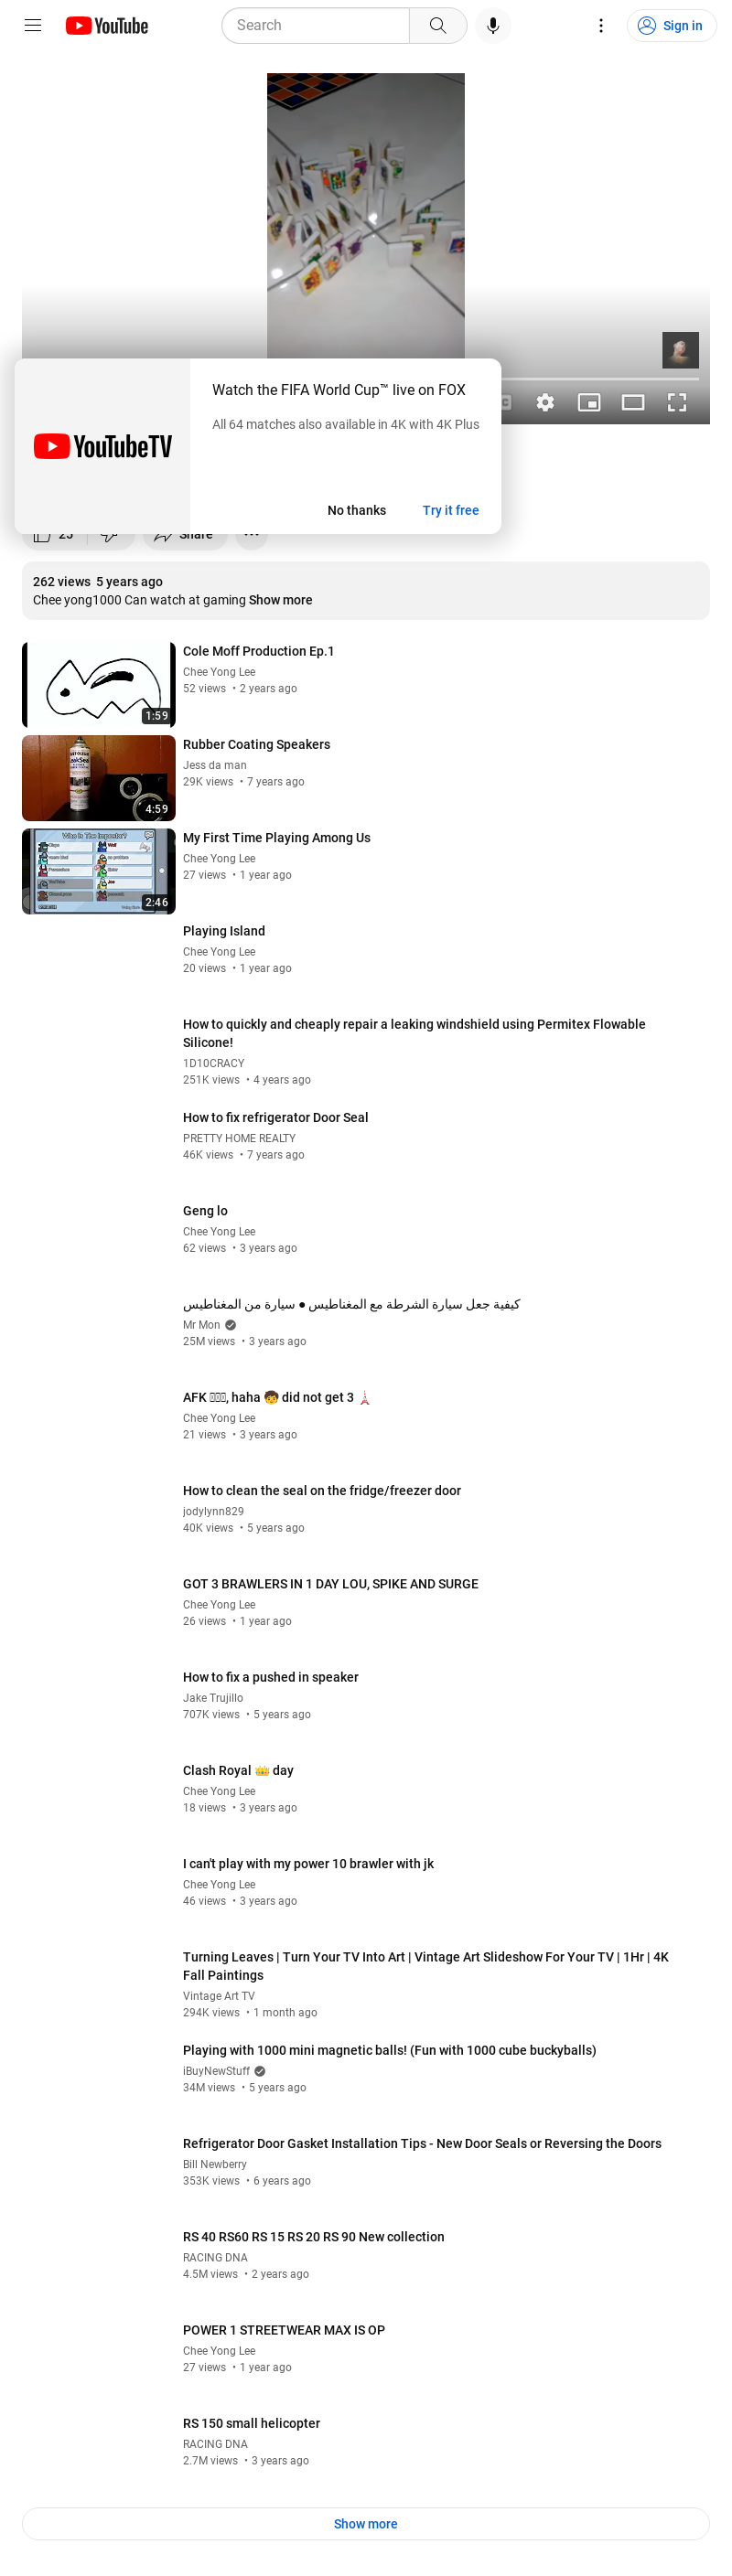 YouTube
Search
Sign in
Watch the FIFA World Cup™ live on FOX
All 64 matches also available in 4K with 4K Plus
YouTubeTV
No thanks
Try it free
25
Share
262 views 5 years ago
Chee yong1000 Can watch at gaming Show more
Cole Moff Production Ep.1
Chee Yong Lee
52 views • 2 years ago
1:59
Rubber Coating Speakers
Jess da man
29K views • 7 years ago
4:59
My First Time Playing Among Us
Chee Yong Lee
27 views • 1 year ago
Who Is The Impostor?
2:46
Playing Island
Chee Yong Lee
20 views • 1 year ago
How to quickly and cheaply repair a leaking windshield using Permitex Flowable
Silicone!
1D10CRACY
251K views • 4 years ago
How to fix refrigerator Door Seal
PRETTY HOME REALTY
46K views • 7 years ago
Geng lo
Chee Yong Lee
62 views • 3 years ago
كيفية جعل سيارة الشرطة مع المغناطيس ● سيارة من المغناطيس
Mr Mon
25M views • 3 years ago
AFK , haha 🧒 did not get 3 🗼
Chee Yong Lee
21 views • 3 years ago
How to clean the seal on the fridge/freezer door
jodylynn829
40K views • 5 years ago
GOT 3 BRAWLERS IN 1 DAY LOU, SPIKE AND SURGE
Chee Yong Lee
26 views • 1 year ago
How to fix a pushed in speaker
Jake Trujillo
707K views • 5 years ago
Clash Royal 👑 day
Chee Yong Lee
18 views • 3 years ago
I can't play with my power 10 brawler with jk
Chee Yong Lee
46 views • 3 years ago
Turning Leaves | Turn Your TV Into Art | Vintage Art Slideshow For Your TV | 1Hr | 4K
Fall Paintings
Vintage Art TV
294K views • 1 month ago
Playing with 1000 mini magnetic balls! (Fun with 1000 cube buckyballs)
iBuyNewStuff
34M views • 5 years ago
Refrigerator Door Gasket Installation Tips - New Door Seals or Reversing the Doors
Bill Newberry
353K views • 6 years ago
RS 40 RS60 RS 15 RS 20 RS 90 New collection
RACING DNA
4.5M views • 2 years ago
POWER 1 STREETWEAR MAX IS OP
Chee Yong Lee
27 views • 1 year ago
RS 150 small helicopter
RACING DNA
2.7M views • 3 years ago
Show more